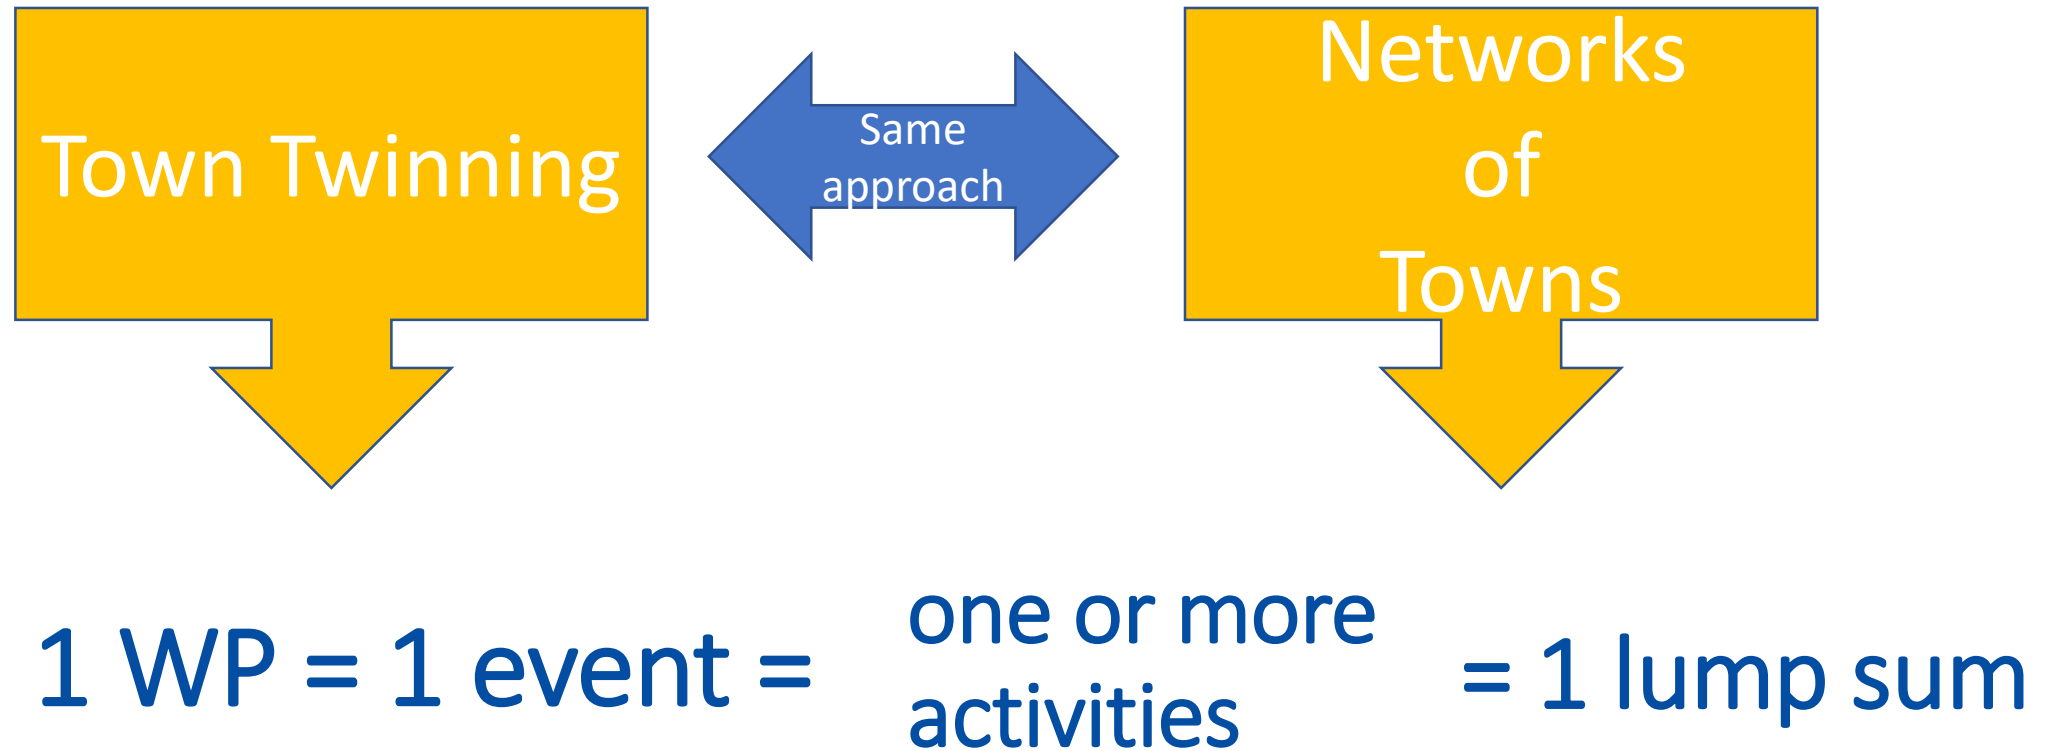 Town Twinning
Same
approach
Networks
of
Towns
1 WP = 1 event =
one or more
activities
= 1 lump sum